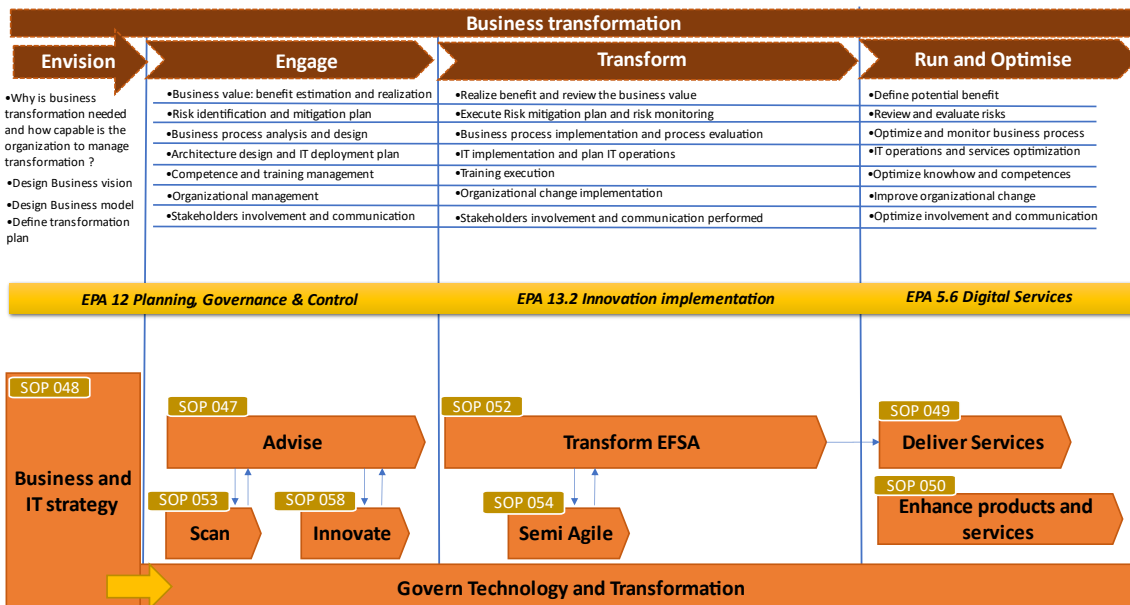 Business transformation
Envision
Engage
Transform
Run and Optimise
•Why is business
transformation needed
and how capable is the
organization to manage
transformation ?
•Design Business vision
•Design Business model
•Define transformation
plan
•Business value: benefit estimation and realization
•Risk identification and mitigation plan
•Business process analysis and design
•Architecture design and IT deployment plan
•Competence and training management
•Organizational management
•Stakeholders involvement and communication
•Realize benefit and review the business value
•Execute Risk mitigation plan and risk monitoring
•Business process implementation and process evaluation
•IT implementation and plan IT operations
•Training execution
•Organizational change implementation
•Stakeholders involvement and communication performed
•Define potential benefit
•Review and evaluate risks
•Optimize and monitor business process
•IT operations and services optimization
•Optimize knowhow and competences
•Improve organizational change
•Optimize involvement and communication
EPA 12 Planning, Governance & Control
EPA 13.2 Innovation implementation
EPA 5.6 Digital Services
SOP 048
Business and
IT strategy
SOP 047
Advise
SOP 053
Scan
SOP 058
Innovate
SOP 052
Transform EFSA
SOP 054
Semi Agile
SOP 049
Deliver Services
SOP 050
Enhance products and
services
Govern Technology and Transformation